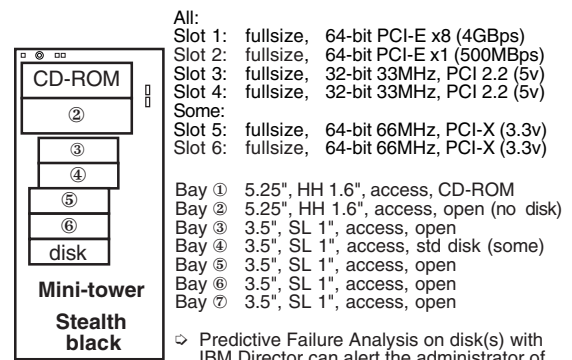 All:
Slot 1: fullsize, 64-bit PCI-E x8 (4GBps)
Slot 2: fullsize, 64-bit PCI-E x1 (500MBps)
Slot 3: fullsize, 32-bit 33MHz, PCI 2.2 (5v)
Slot 4: fullsize, 32-bit 33MHz, PCI 2.2 (5v)
Some:
Slot 5: fullsize, 64-bit 66MHz, PCI-X (3.3v)
Slot 6: fullsize, 64-bit 66MHz, PCI-X (3.3v)
CD-ROM
②
③
④
⑤
⑥
disk
Mini-tower
Stealth
black
Bay ① 5.25", HH 1.6", access, CD-ROM
Bay ② 5.25", HH 1.6", access, open (no disk)
Bay ③ 3.5", SL 1", access, open
Bay ④ 3.5", SL 1", access, std disk (some)
Bay ⑤ 3.5", SL 1", access, open
Bay ⑥ 3.5", SL 1", access, open
Bay ⑦ 3.5", SL 1", access, open
➯ Predictive Failure Analysis on disk(s) with
IBM Director can alert the administrator of